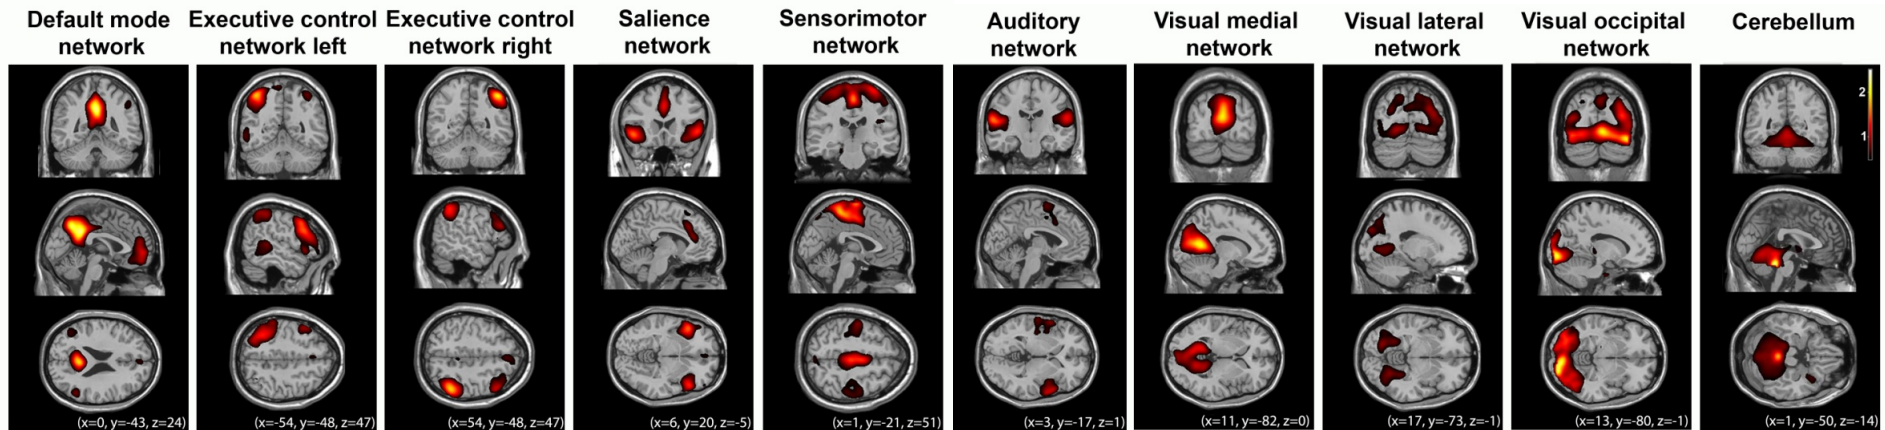 Default mode
network
Executive control
network left
Executive control
network right
Salience
network
Sensorimotor
network
Auditory
network
Visual medial
network
Visual lateral
network
Visual occipital
network
Cerebellum
2
1
(x=0, y=-43, z=24)
(x=-54, y=-48, z=47)
(x=54, y=-48, z=47)
(x=6, y=20, z=-5)
(x=1, y=-21, z=51)
(x=3, y=-17, z=1)
(x=11, y=-82, z=0)
(x=17, y=-73, z=-1)
(x=13, y=-80, z=-1)
(x=1, y=-50, z=-14)